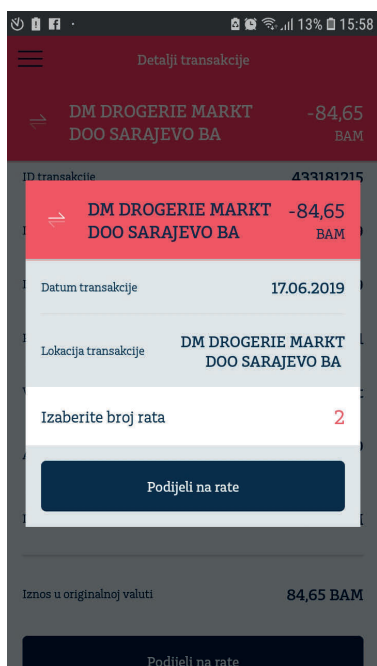 13% 15:58
Detalji transakcije
DM DROGERIE MARKT -84,65
DOO SARAJEVO BA BAM
ID transakcije 433181215
DM DROGERIE MARKT -84,65
DOO SARAJEVO BA BAM
Datum transakcije 17.06.2019
Lokacija transakcije DM DROGERIE MARKT
DOO SARAJEVO BA
Izaberite broj rata 2
Podijeli na rate
Iznos u originalnoj valuti 84,65 BAM
Podijeli na rate